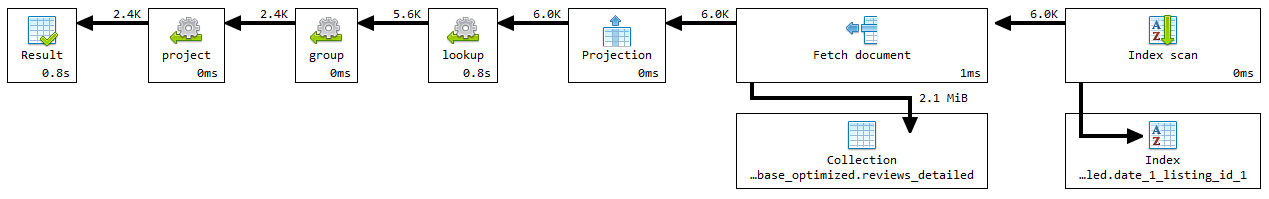 2.4K
2.4K
5.6K
6.0K
6.0K
6.0K
Result
project
group
lookup
Projection
Fetch document
Index scan
0.8s
0ms
0ms
0.8s
0ms
1ms
0ms
2.1 MiB
Collection
…base_optimized.reviews_detailed
A
Z
Index
…led.date_1_listing_id_1
A
Z